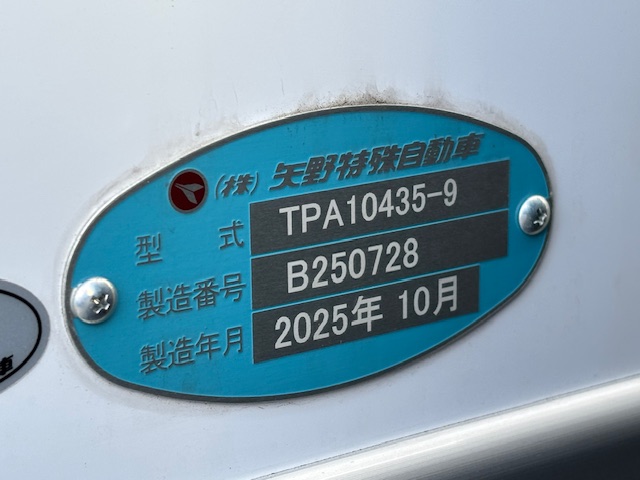 (株) 矢野特殊自動車
型 式 TPA10435-9
製造番号 B250728
製造年月 2025年 10月